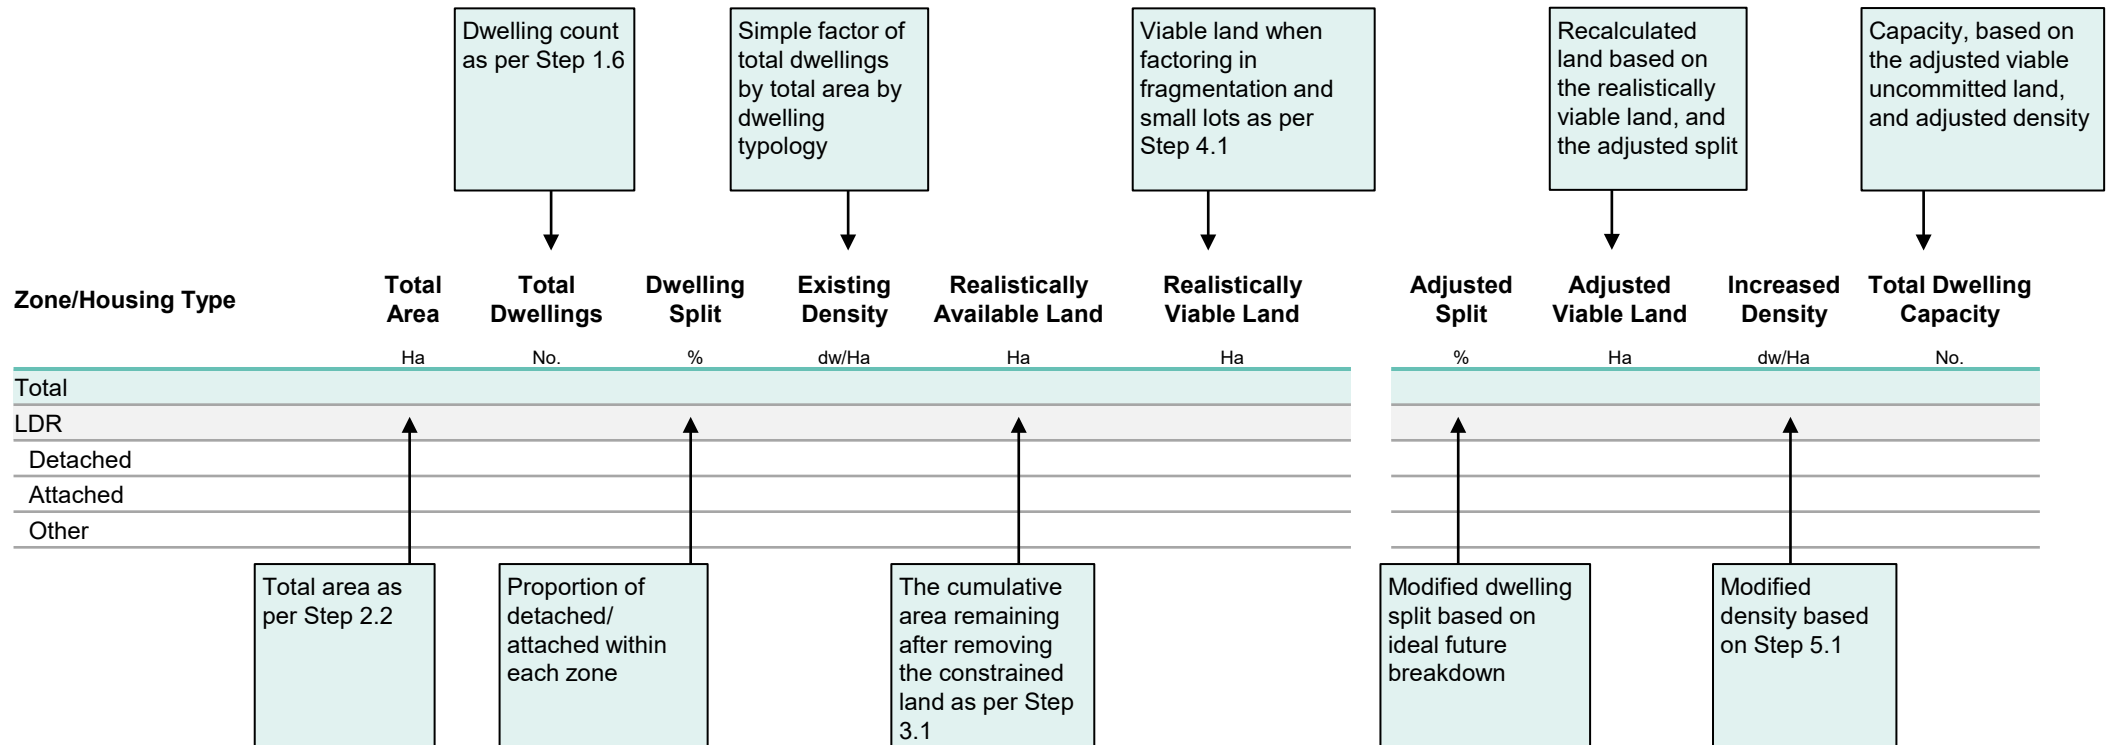 Dwelling count
as per Step 1.6
Simple factor of
total dwellings
by total area by
dwelling
typology
Viable land when
factoring in
fragmentation and
small lots as per
Step 4.1
Recalculated
land based on
the realistically
viable land, and
the adjusted split
Capacity, based on
the adjusted viable
uncommitted land,
and adjusted density
Zone/Housing Type
Total
Area
Total
Dwellings
Dwelling
Split
Existing
Density
Realistically
Available Land
Realistically
Viable Land
Adjusted
Split
Adjusted
Viable Land
Increased
Density
Total Dwelling
Capacity
Ha No. % dw/Ha Ha Ha % Ha dw/Ha No.
Total
LDR
Detached
Attached
Other
Total area as
per Step 2.2
Proportion of
detached/
attached within
each zone
The cumulative
area remaining
after removing
the constrained
land as per Step
3.1
Modified dwelling
split based on
ideal future
breakdown
Modified
density based
on Step 5.1